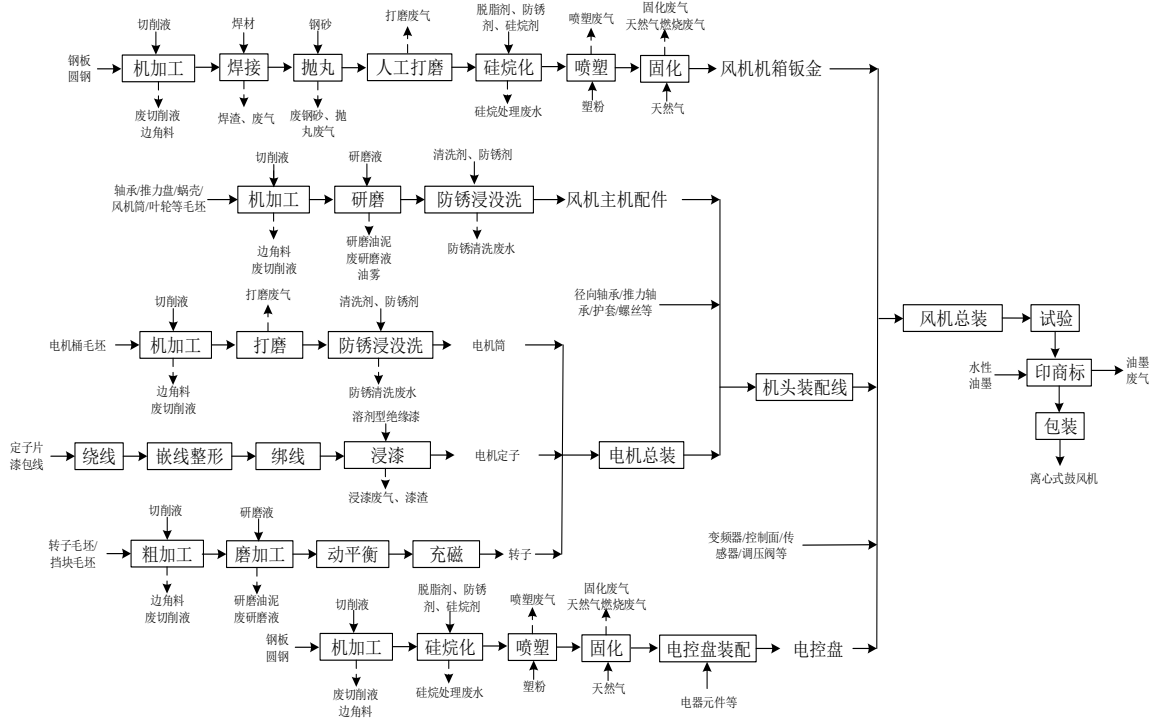 切削液
焊材
钢砂
打磨废气
脱脂剂、防锈
剂、硅烷剂
喷塑废气
固化废气
天然气燃烧废气
钢板
圆钢
机加工
焊接
抛丸
人工打磨
硅烷化
喷塑
固化
风机机箱钣金
废切削液
边角料
焊渣、废气
废钢砂、抛
丸废气
硅烷处理废水
塑粉
天然气
切削液
研磨液
清洗剂、防锈剂
轴承/推力盘/蜗壳/
风机筒/叶轮等毛坯
机加工
研磨
防锈浸没洗
风机主机配件
边角料
废切削液
研磨油泥
废研磨液
油雾
防锈清洗废水
径向轴承/推力轴
承/护套/螺丝等
切削液
打磨废气
清洗剂、防锈剂
电机桶毛坯
机加工
打磨
防锈浸没洗
电机筒
边角料
废切削液
防锈清洗废水
风机总装
试验
水性
油墨
印商标
油墨
废气
包装
离心式鼓风机
机头装配线
溶剂型绝缘漆
定子片
漆包线
绕线
嵌线整形
绑线
浸漆
电机定子
电机总装
浸漆废气、漆渣
切削液
研磨液
转子毛坯/
挡块毛坯
粗加工
磨加工
动平衡
充磁
转子
边角料
废切削液
研磨油泥
废研磨液
变频器/控制面/传
感器/调压阀等
切削液
脱脂剂、防锈
剂、硅烷剂
喷塑废气
固化废气
天然气燃烧废气
钢板
圆钢
机加工
硅烷化
喷塑
固化
电控盘装配
电控盘
废切削液
边角料
硅烷处理废水
塑粉
天然气
电器元件等